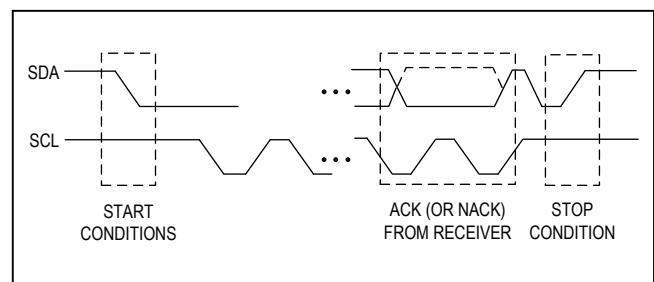 SDA
SCL
START
CONDITIONS
ACK (OR NACK)
FROM RECEIVER
STOP
CONDITION